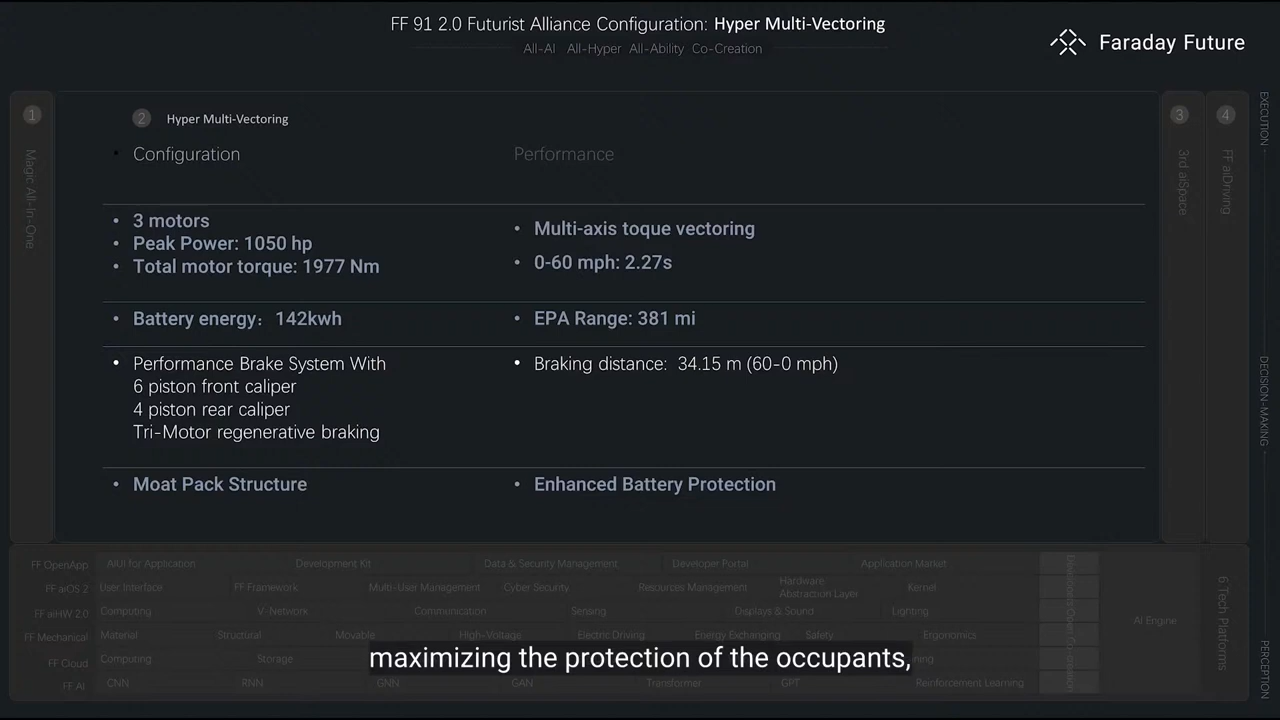 FF 91 2.0 Futurist Alliance Configuration: Hyper Multi-Vectoring
All-AI All-Hyper All-Ability Co-Creation
Faraday Future
1
Magic All-In-One
2 Hyper Multi-Vectoring
• Configuration
Performance
• 3 motors
• Peak Power: 1050 hp
• Total motor torque: 1977 Nm
• Multi-axis toque vectoring
• 0-60 mph: 2.27s
• Battery energy： 142kwh
• EPA Range: 381 mi
• Performance Brake System With
6 piston front caliper
4 piston rear caliper
Tri-Motor regenerative braking
• Braking distance: 34.15 m (60-0 mph)
• Moat Pack Structure
• Enhanced Battery Protection
3
3rd aiSpace
4
FF aiDriving
EXECUTION
DECISION-MAKING
PERCEPTION
FF OpenApp AIUI for Application Development Kit Data & Security Management Developer Portal Application Market
FF aiOS 2 User Interface FF Framework Multi-User Management Cyber Security Resources Management Hardware Abstraction Layer Kernel
FF aiHW 2.0 Computing V-Network Communication Sensing Displays & Sound Lighting
FF Mechanical Material Structural Movable High-Voltage Electric Driving Energy Exchanging Safety Ergonomics
FF Cloud Computing Storage
FF AI CNN RNN GNN GAN Transformer GPT Reinforcement Learning
AI Engine
6 Tech Platforms
maximizing the protection of the occupants,